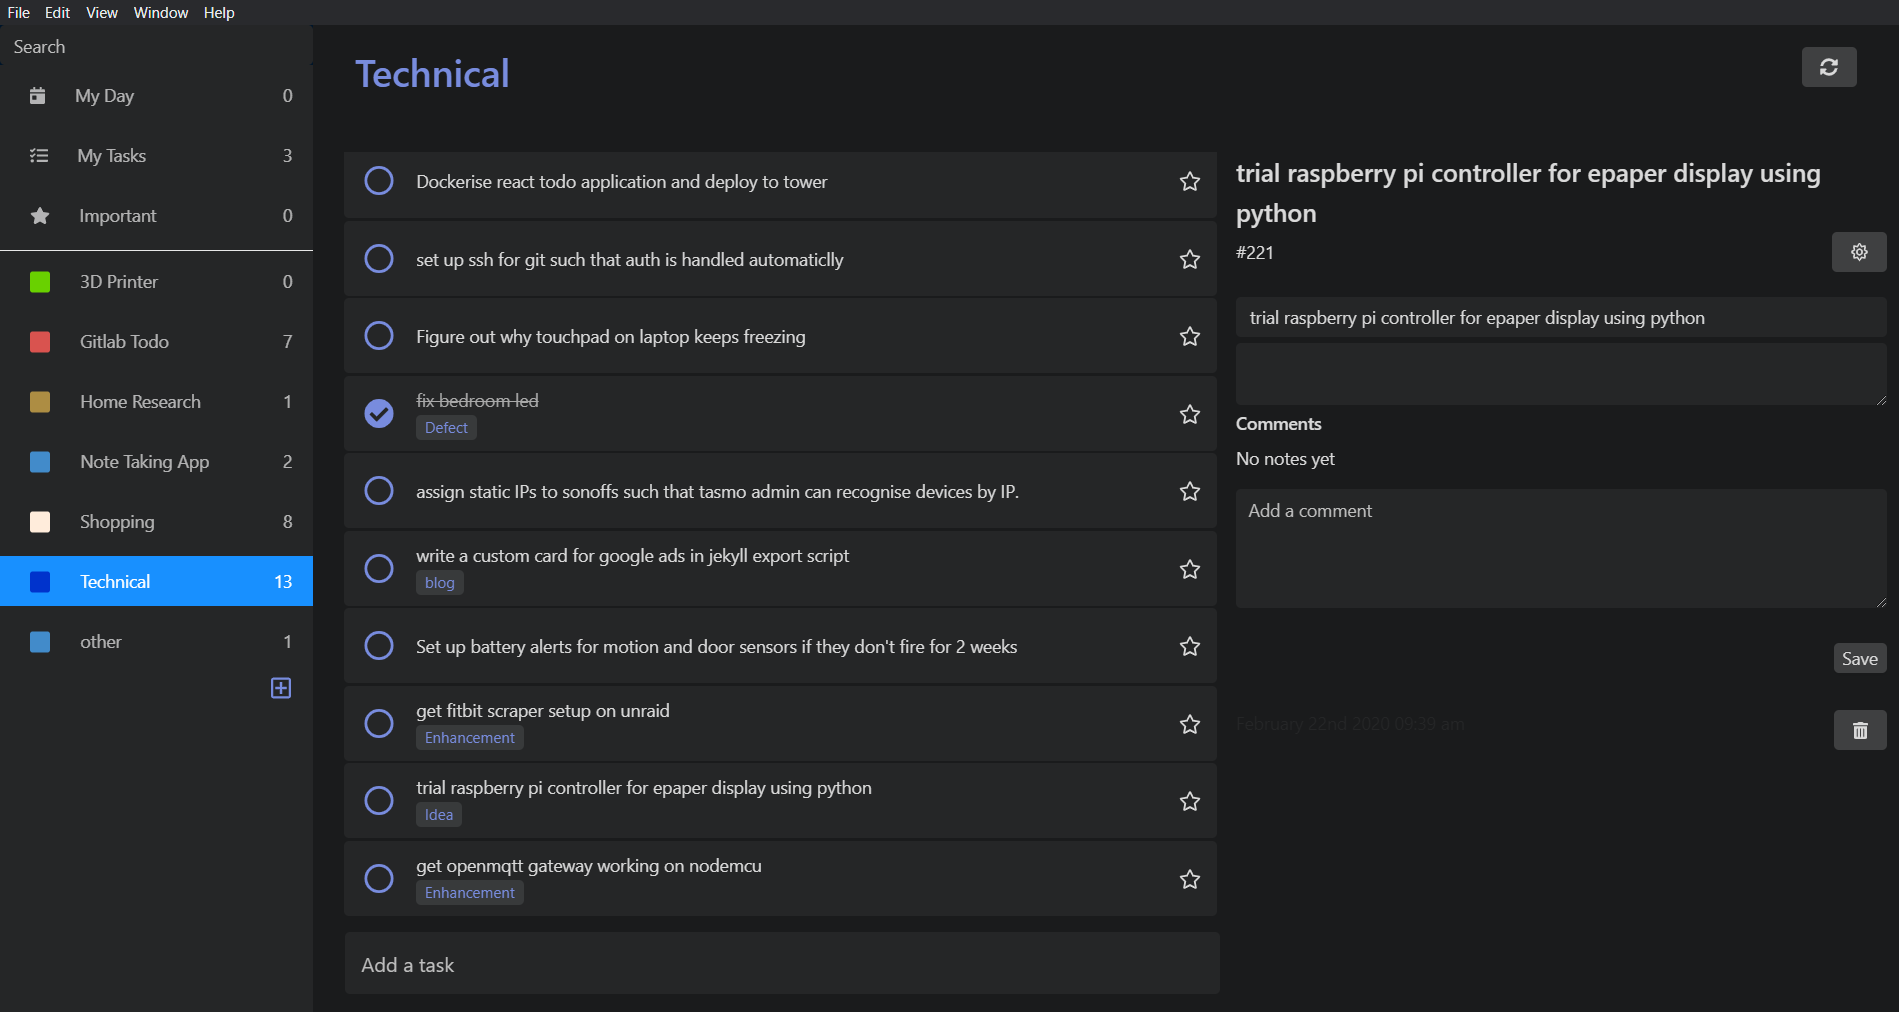 File Edit View Window Help
Search
My Day 0
My Tasks 3
Important 0
3D Printer 0
Gitlab Todo 7
Home Research 1
Note Taking App 2
Shopping 8
Technical 13
other 1
Technical
Dockerise react todo application and deploy to tower
set up ssh for git such that auth is handled automaticlly
Figure out why touchpad on laptop keeps freezing
fix bedroom led
Defect
assign static IPs to sonoffs such that tasmo admin can recognise devices by IP.
write a custom card for google ads in jekyll export script
blog
Set up battery alerts for motion and door sensors if they don't fire for 2 weeks
get fitbit scraper setup on unraid
Enhancement
trial raspberry pi controller for epaper display using python
Idea
get openmqtt gateway working on nodemcu
Enhancement
Add a task
trial raspberry pi controller for epaper display using
python
#221
trial raspberry pi controller for epaper display using python
Comments
No notes yet
Add a comment
Save
February 22nd 2020 09:39 am